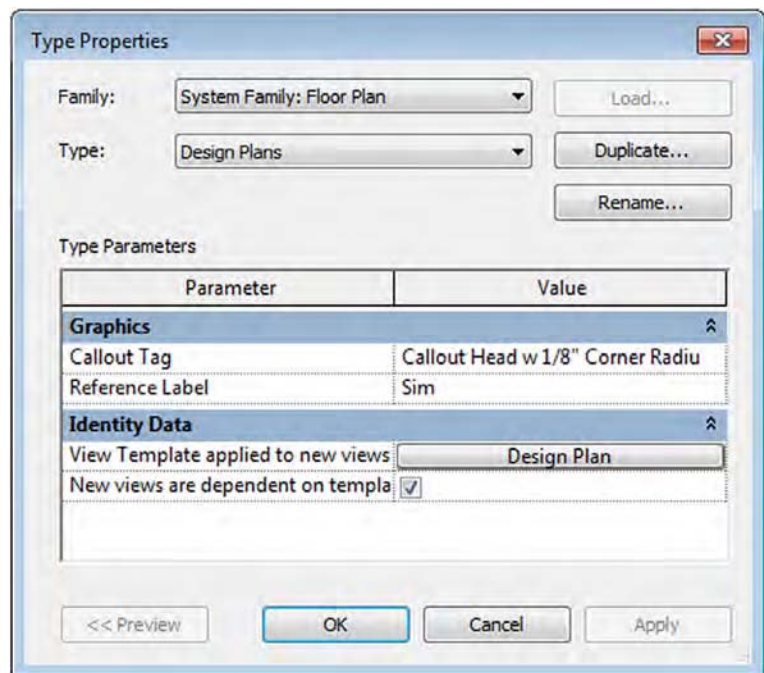 Type Properties
Family: System Family: Floor Plan Load...
Type: Design Plans Duplicate...
Rename...
Type Parameters
Parameter Value
Graphics
Callout Tag Callout Head w 1/8" Corner Radiu
Reference Label Sim
Identity Data
View Template applied to new views Design Plan
New views are dependent on templa
<< Preview OK Cancel Apply